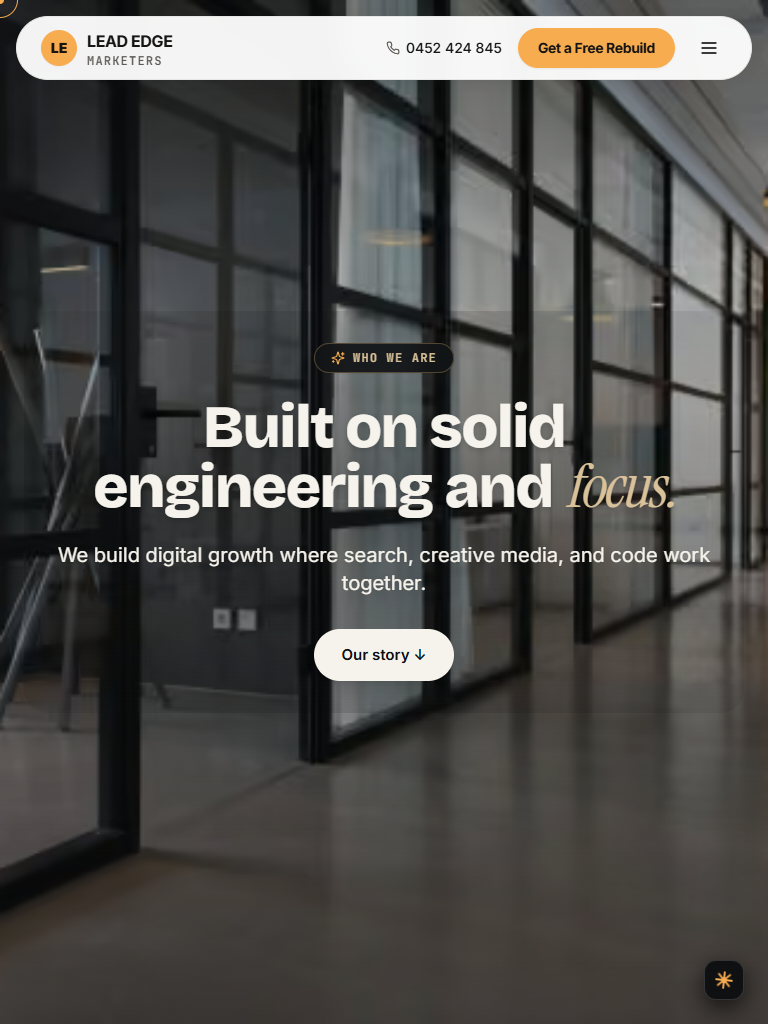 LE
LEAD EDGE
MARKETERS
0452 424 845
Get a Free Rebuild
WHO WE ARE
Built on solid
engineering and focus.
We build digital growth where search, creative media, and code work
together.
Our story ↓